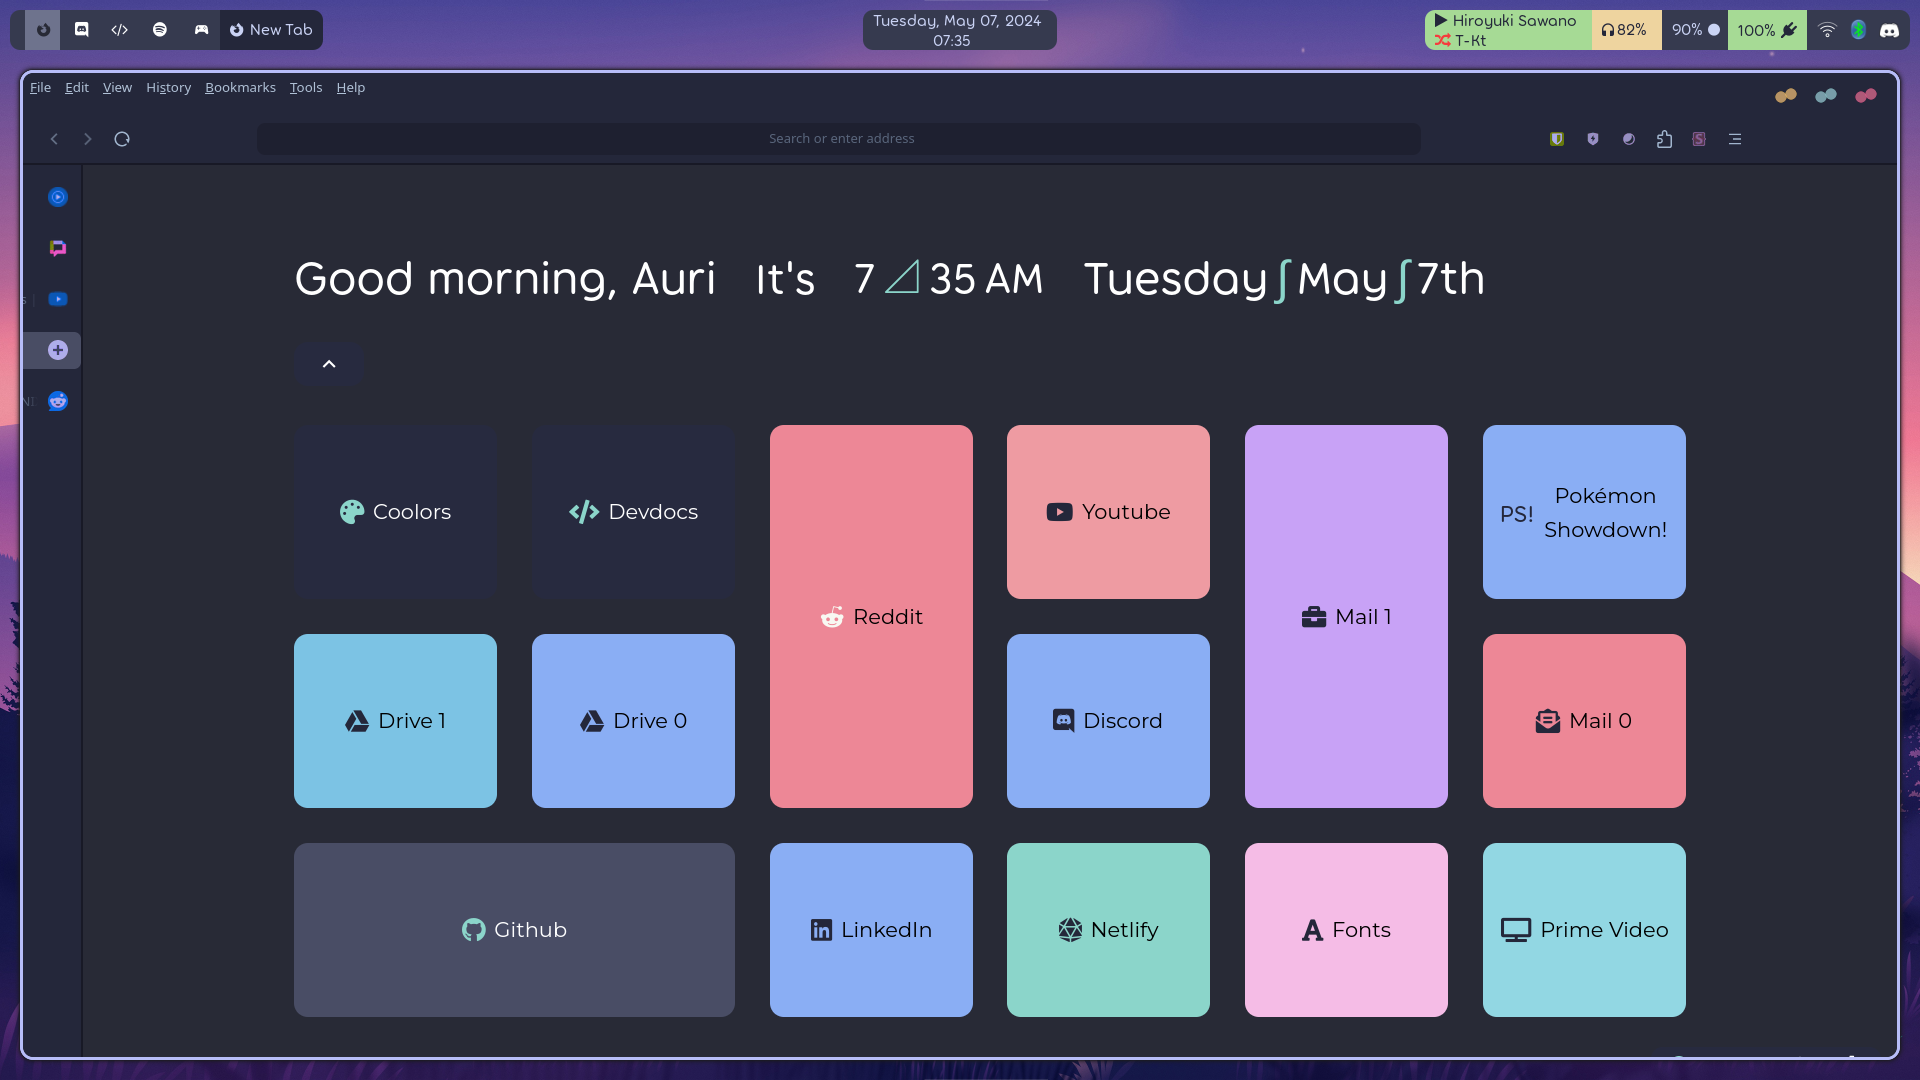 New Tab
Tuesday, May 07, 2024
07:35
Hiroyuki Sawano
T-Kt
82%
90%
100%
File Edit View History Bookmarks Tools Help
Search or enter address
Good morning, Auri It's 7 35 AM Tuesday ∫ May ∫ 7th
Coolors
Devdocs
Reddit
Youtube
Mail 1
PS! Pokémon
Showdown!
Drive 1
Drive 0
Discord
Mail 0
Github
LinkedIn
Netlify
Fonts
Prime Video